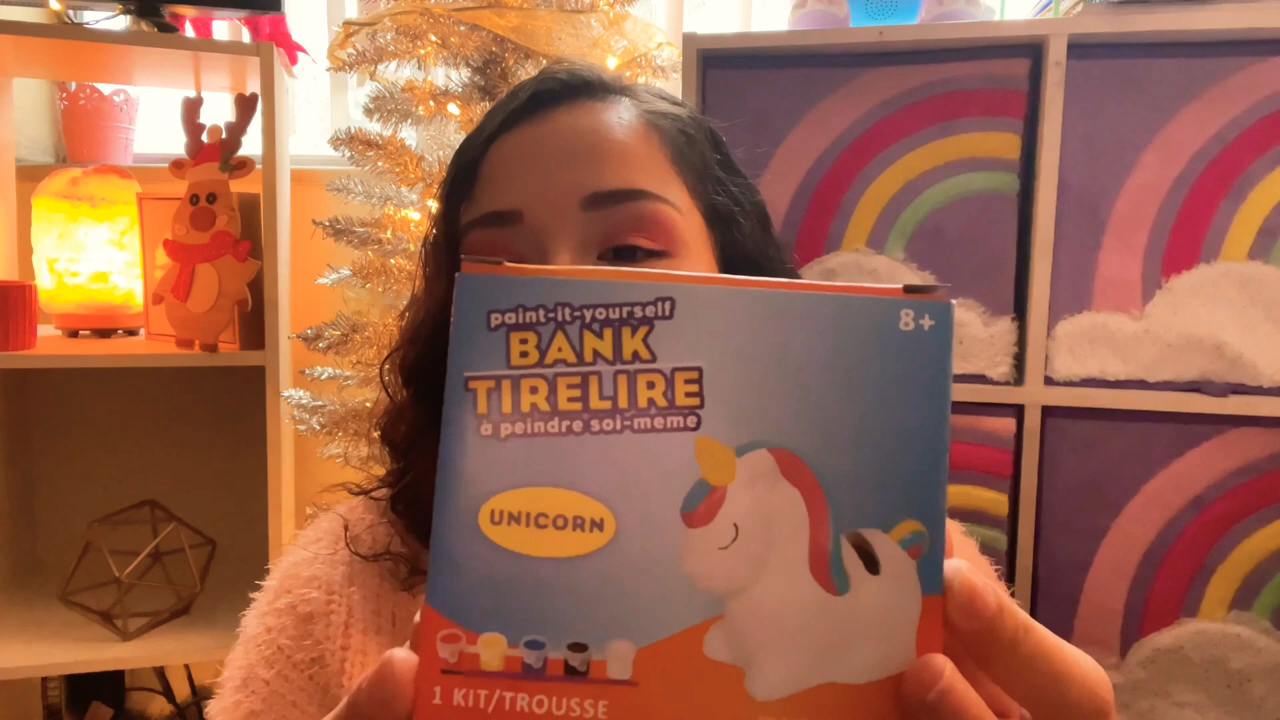 paint-it-yourself
BANK
TIRELIRE
à peindre soi-meme
8+
UNICORN
1 KIT/TROUSSE